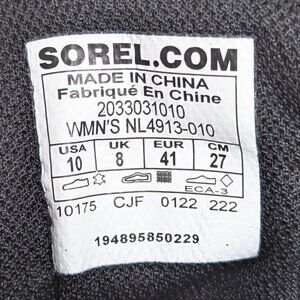 SOREL.COM
MADE IN CHINA
Fabriqué En Chine
2033031010
WMN'S NL4913-010
USA UK EUR CM
10 8 41 27
ECA-3
10175 CJF 0122 222
194895850229